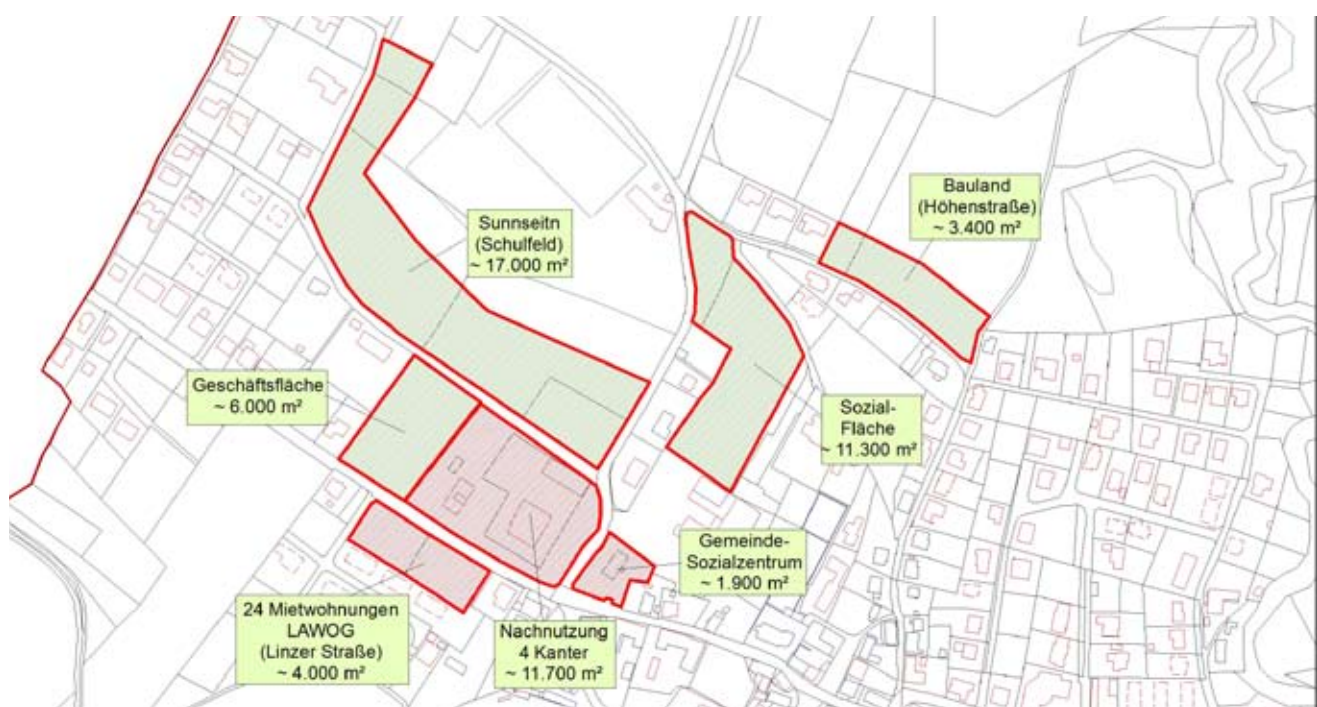 Bauland
(Höhenstraße)
~ 3.400 m²
Sunnseitn
(Schulfeld)
~ 17.000 m²
Geschäftsfläche
~ 6.000 m²
Sozial-
Fläche
~ 11.300 m²
Gemeinde-
Sozialzentrum
~ 1.900 m²
24 Mietwohnungen
LAWOG
(Linzer Straße)
~ 4.000 m²
Nachnutzung
4 Kanter
~ 11.700 m²